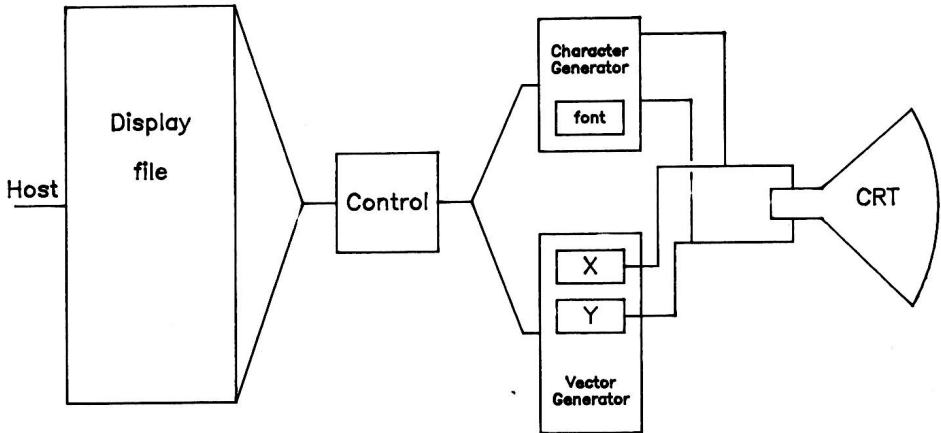 Host
Display
file
Control
Character
Generator
font
X
Y
Vector
Generator
CRT